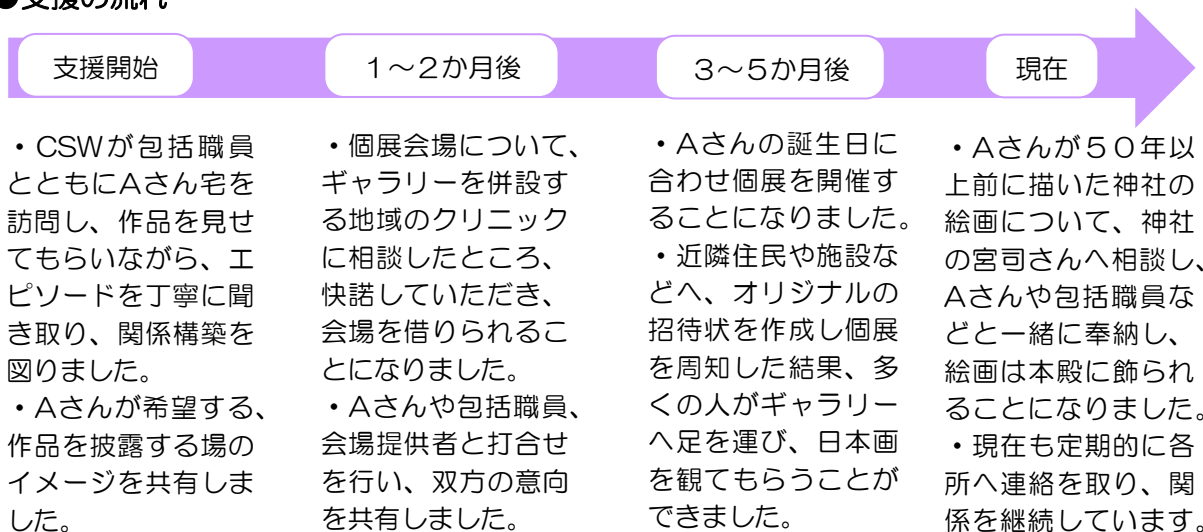 ●支援の流れ
支援開始
・CSWが包括職員
とともにAさん宅を
訪問し、作品を見せ
てもらいながら、エ
ピソードを丁寧に聞
き取り、関係構築を
図りました。
・Aさんが希望する、
作品を披露する場の
イメージを共有しま
した。
1～2か月後
・個展会場について、
ギャラリーを併設す
る地域のクリニック
に相談したところ、
快諾していただき、
会場を借りられるこ
とになりました。
・Aさんや包括職員、
会場提供者と打合せ
を行い、双方の意向
を共有しました。
3～5か月後
・Aさんの誕生日に
合わせ個展を開催す
ることになりました。
・近隣住民や施設な
どへ、オリジナルの
招待状を作成し個展
を周知した結果、多
くの人がギャラリー
へ足を運び、日本画
を観てもらうことが
できました。
現在
・Aさんが50年以
上前に描いた神社の
絵画について、神社
の宮司さんへ相談し、
Aさんや包括職員な
どと一緒に奉納し、
絵画は本殿に飾られ
ることになりました。
・現在も定期的に各
所へ連絡を取り、関
係を継続しています。